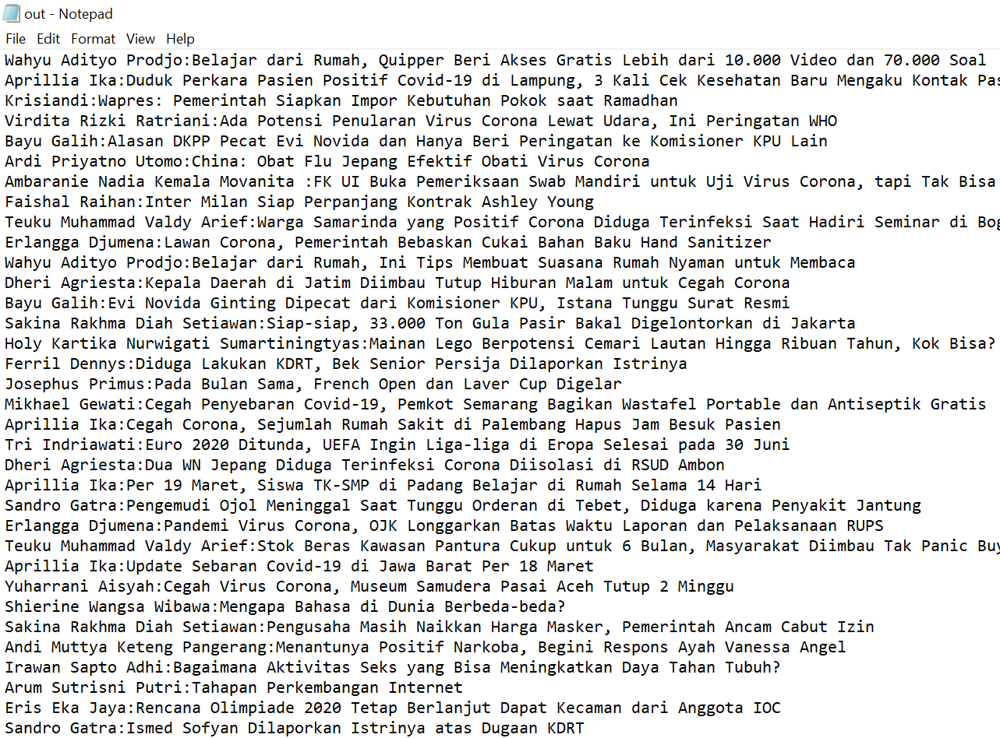 out - Notepad
File Edit Format View Help
Wahyu Adityo Prodjo:Belajar dari Rumah, Quipper Beri Akses Gratis Lebih dari 10.000 Video dan 70.000 Soal
Aprillia Ika:Duduk Perkara Pasien Positif Covid-19 di Lampung, 3 Kali Cek Kesehatan Baru Mengaku Kontak
Krisiandi:Wapres: Pemerintah Siapkan Impor Kebutuhan Pokok saat Ramadhan
Virdita Rizki Ratriani:Ada Potensi Penularan Virus Corona Lewat Udara, Ini Peringatan WHO
Bayu Galih:Alasan DKPP Pecat Evi Novida dan Hanya Beri Peringatan ke Komisioner KPU Lain
Ardi Priyatno Utomo:China: Obat Flu Jepang Efektif Obati Virus Corona
Ambaranie Nadia Kemala Movanita :FK UI Buka Pemeriksaan Swab Mandiri untuk Uji Virus Corona, tapi Tak Bisa
Faishal Raihan:Inter Milan Siap Perpanjang Kontrak Ashley Young
Teuku Muhammad Valdy Arief:Warga Samarinda yang Positif Corona Diduga Terinfeksi Saat Hadiri Seminar di
Erlangga Djumena:Lawan Corona, Pemerintah Bebaskan Cukai Bahan Baku Hand Sanitizer
Wahyu Adityo Prodjo:Belajar dari Rumah, Ini Tips Membuat Suasana Rumah Nyaman untuk Membaca
Dheri Agriesta:Kepala Daerah di Jatim Diimbau Tutup Hiburan Malam untuk Cegah Corona
Bayu Galih:Evi Novida Ginting Dipecat dari Komisioner KPU, Istana Tunggu Surat Resmi
Sakina Rakhma Diah Setiawan:Siap-siap, 33.000 Ton Gula Pasir Bakal Digelontorkan di Jakarta
Holy Kartika Nurwigati Sumartiningtyas:Mainan Lego Berpotensi Cemari Lautan Hingga Ribuan Tahun, Kok Bisa?
Ferril Dennys:Diduga Lakukan KDRT, Bek Senior Persija Dilaporkan Istrinya
Josephus Primus:Pada Bulan Sama, French Open dan Laver Cup Digelar
Mikhael Gewati:Cegah Penyebaran Covid-19, Pemkot Semarang Bagikan Wastafel Portable dan Antiseptik Gratis
Aprillia Ika:Cegah Corona, Sejumlah Rumah Sakit di Palembang Hapus Jam Besuk Pasien
Tri Indriawati:Euro 2020 Ditunda, UEFA Ingin Liga-liga di Eropa Selesai pada 30 Juni
Dheri Agriesta:Dua WN Jepang Diduga Terinfeksi Corona Diisolasi di RSUD Ambon
Aprillia Ika:Per 19 Maret, Siswa TK-SMP di Padang Belajar di Rumah Selama 14 Hari
Sandro Gatra:Pengemudi Ojol Meninggal Saat Tunggu Orderan di Tebet, Diduga karena Penyakit Jantung
Erlangga Djumena:Pandemi Virus Corona, OJK Longgarkan Batas Waktu Laporan dan Pelaksanaan RUPS
Teuku Muhammad Valdy Arief:Stok Beras Kawasan Pantura Cukup untuk 6 Bulan, Masyarakat Diimbau Tak Panic
Aprillia Ika:Update Sebaran Covid-19 di Jawa Barat Per 18 Maret
Yuharrani Aisyah:Cegah Virus Corona, Museum Samudera Pasai Aceh Tutup 2 Minggu
Shierine Wangsa Wibawa:Mengapa Bahasa di Dunia Berbeda-beda?
Sakina Rakhma Diah Setiawan:Pengusaha Masih Naikkan Harga Masker, Pemerintah Ancam Cabut Izin
Andi Muttya Keteng Pangerang:Menantunya Positif Narkoba, Begini Respons Ayah Vanessa Angel
Irawan Sapto Adhi:Bagaimana Aktivitas Seks yang Bisa Meningkatkan Daya Tahan Tubuh?
Arum Sutrisni Putri:Tahapan Perkembangan Internet
Eris Eka Jaya:Rencana Olimpiade 2020 Tetap Berlanjut Dapat Kecaman dari Anggota IOC
Sandro Gatra:Ismed Sofyan Dilaporkan Istrinya atas Dugaan KDRT